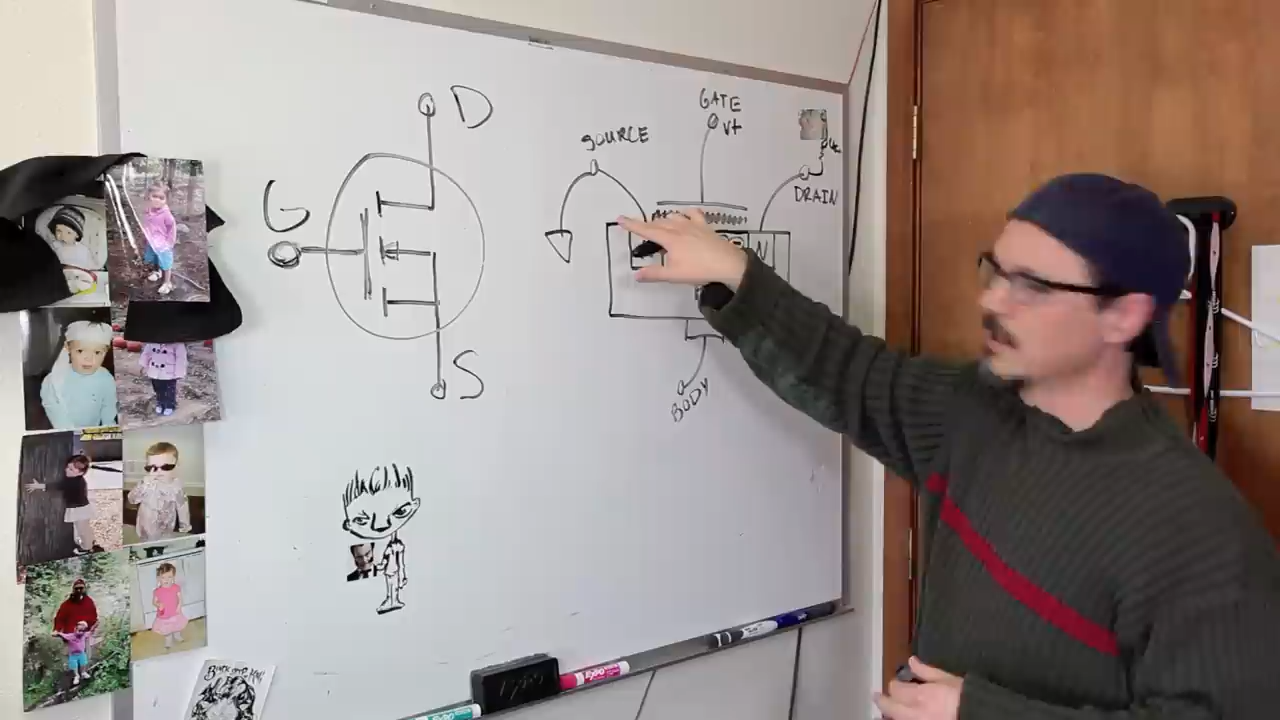 D
G
S
SOURCE
GATE
V+
DRAIN
N
BODY
EXPO